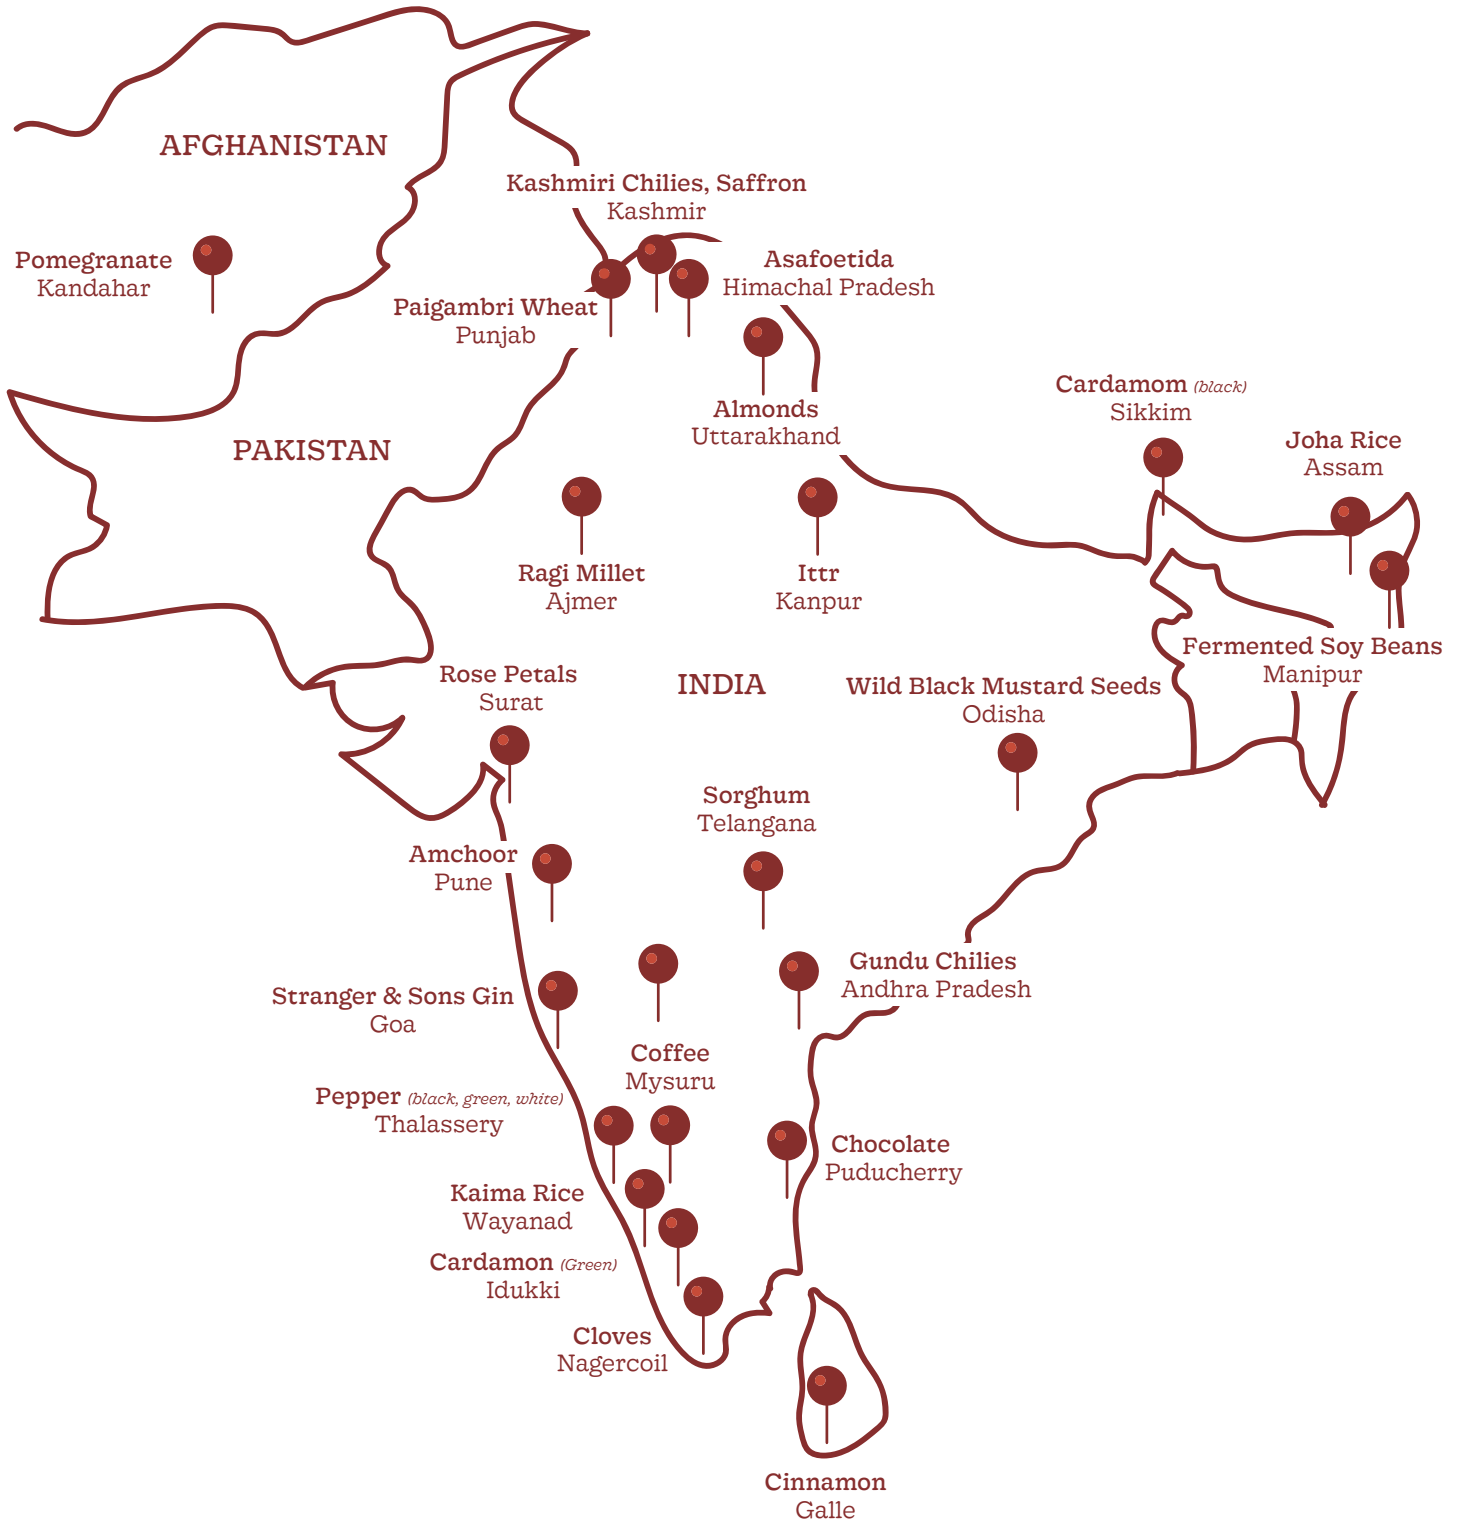 AFGHANISTAN
Kashmiri Chilies, Saffron
Kashmir
Pomegranate
Kandahar
Asafoetida
Himachal Pradesh
Paigambri Wheat
Punjab
Almonds
Uttarakhand
Cardamom (black)
Sikkim
Joha Rice
Assam
PAKISTAN
Ragi Millet
Ajmer
Ittr
Kanpur
Fermented Soy Beans
Manipur
Rose Petals
Surat
INDIA
Wild Black Mustard Seeds
Odisha
Sorghum
Telangana
Amchoor
Pune
Gundu Chilies
Andhra Pradesh
Stranger & Sons Gin
Goa
Coffee
Mysuru
Pepper (black, green, white)
Thalassery
Chocolate
Puducherry
Kaima Rice
Wayanad
Cardamon (Green)
Idukki
Cloves
Nagercoil
Cinnamon
Galle